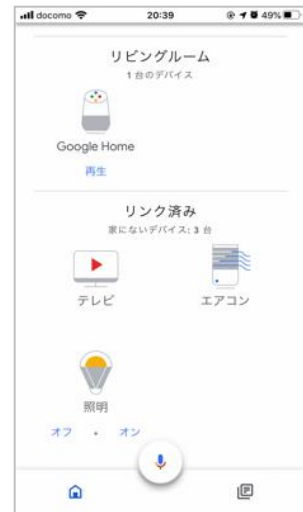 docomo 20:39 49%
リビングルーム
1 台のデバイス
Google Home
再生
リンク済み
家にないデバイス: 3 台
テレビ エアコン
照明
オフ ・ オン